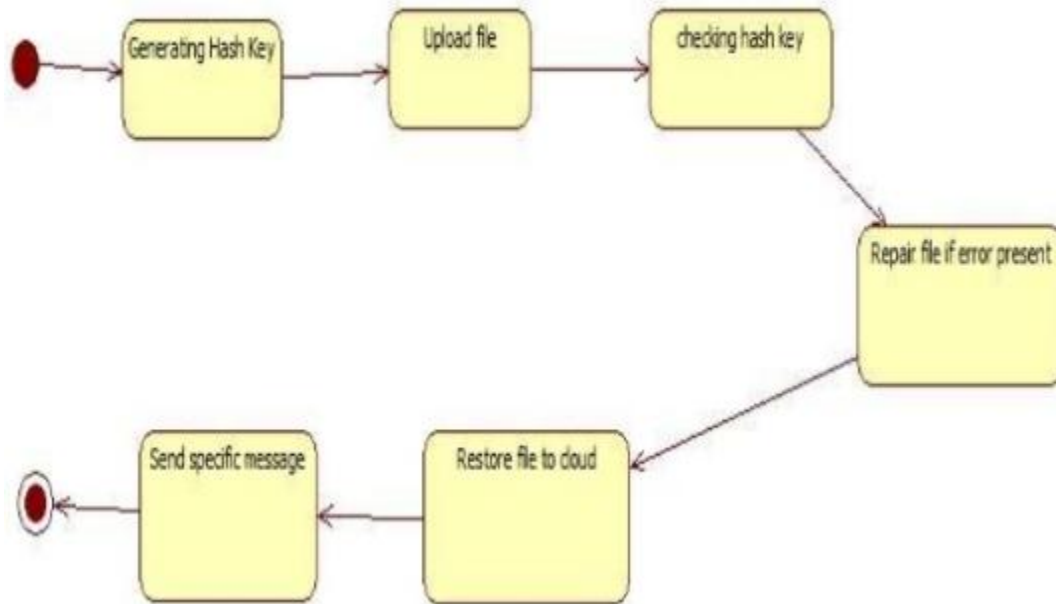 Generating Hash Key
Upload file
checking hash key
Repair file if error present
Send specific message
Restore file to cloud